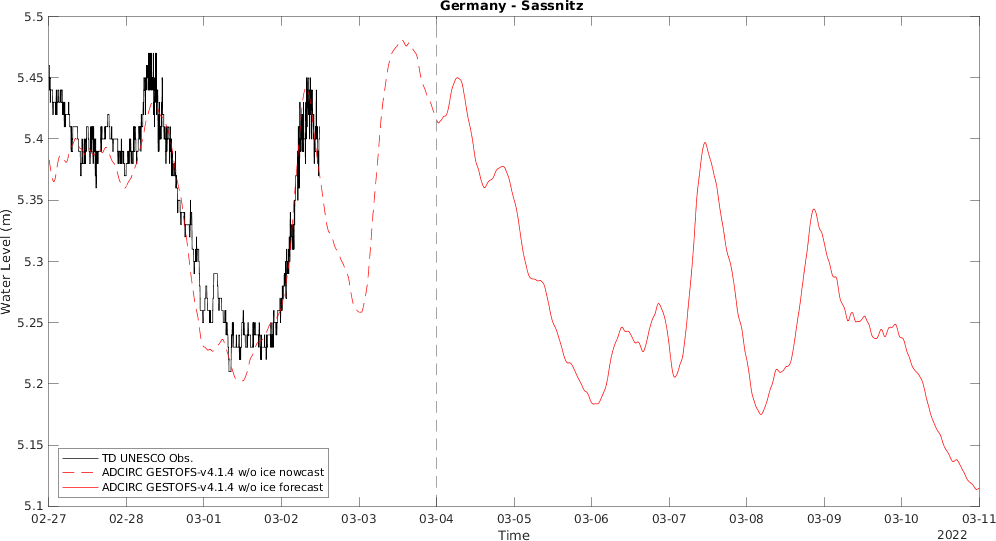 Germany - Sassnitz
5.5
5.45
5.4
5.35
5.3
5.25
5.2
5.15
5.1
Water Level (m)
TD UNESCO Obs.
ADCIRC GESTOFS-v4.1.4 w/o ice nowcast
ADCIRC GESTOFS-v4.1.4 w/o ice forecast
02-27 02-28 03-01 03-02 03-03 03-04 03-05 03-06 03-07 03-08 03-09 03-10 03-11
Time
2022